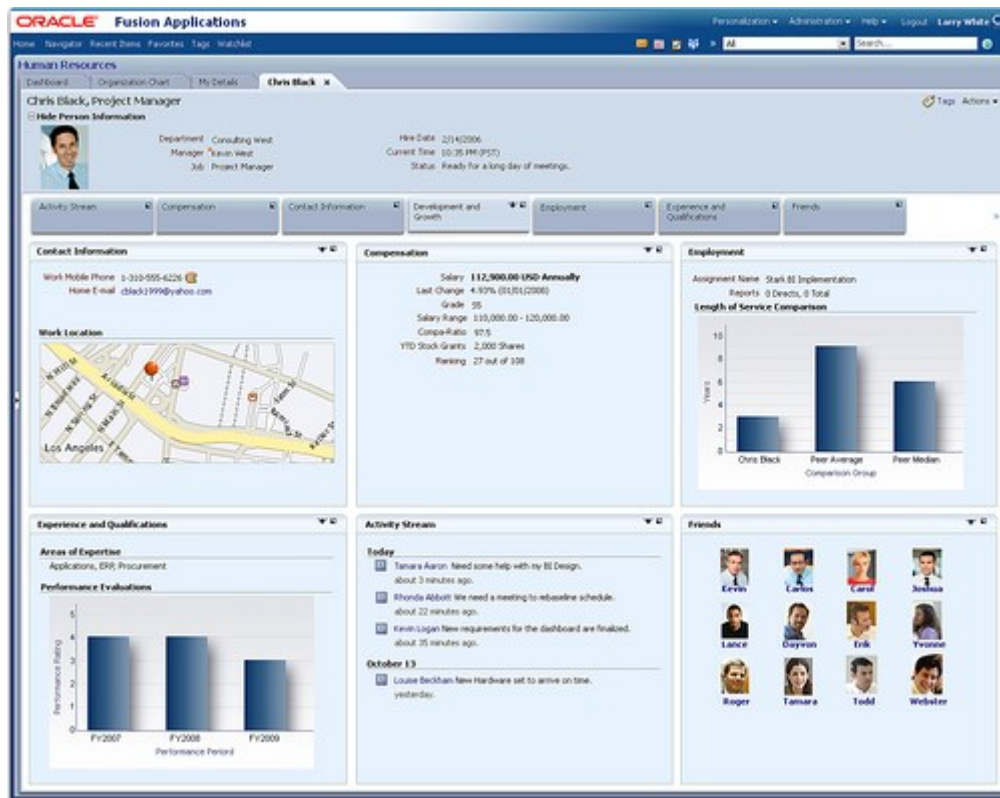 ORACLE Fusion Applications
Personalization Administration Help Logout Larry White
Home Navigator Recent Items Favorites Tags Watchlist
All Search...
Human Resources
Dashboard Organization Chart My Details Chris Black
Chris Black, Project Manager
Tags Actions
Hide Person Information
Department Consulting West
Manager Kevin West
Job Project Manager
Hire Date 2/14/2006
Current Time 10:35 PM (PST)
Status Ready for a long day of meetings.
Activity Stream
Compensation
Contact Information
Development and
Growth
Employment
Experience and
Qualifications
Friends
Contact Information
Work Mobile Phone 1-310-555-6226
Home E-mail cblack1999@yahoo.com
Work Location
N Hill St
N Broadway
N Spring St
N Main St
Alameda St
Los Angeles
Compensation
Salary 112,900.00 USD Annually
Last Change 4.93% (01/01/2008)
Grade 95
Salary Range 110,000.00 - 120,000.00
Compa-Ratio 97.5
YTD Stock Grants 2,000 Shares
Ranking 27 out of 108
Employment
Assignment Name Stark BI Implementation
Reports 0 Directs, 0 Total
Length of Service Comparison
10
8
6
4
2
0
Years
Chris Black Peer Average Peer Median
Comparison Group
Experience and Qualifications
Areas of Expertise
Applications, ERP, Procurement
Performance Evaluations
5
4
3
2
1
0
Performance Rating
FY2007 FY2008 FY2009
Performance Period
Activity Stream
Today
Tamara Aaron Need some help with my BI Design.
about 3 minutes ago.
Rhonda Abbott We need a meeting to rebaseline schedule.
about 22 minutes ago.
Kevin Logan New requirements for the dashboard are finalized.
about 35 minutes ago.
October 13
Louise Beckham New Hardware set to arrive on time.
yesterday.
Friends
Kevin Carlos Carol Joshua
Lance Dayvon Erik Yvonne
Roger Tamara Todd Webster